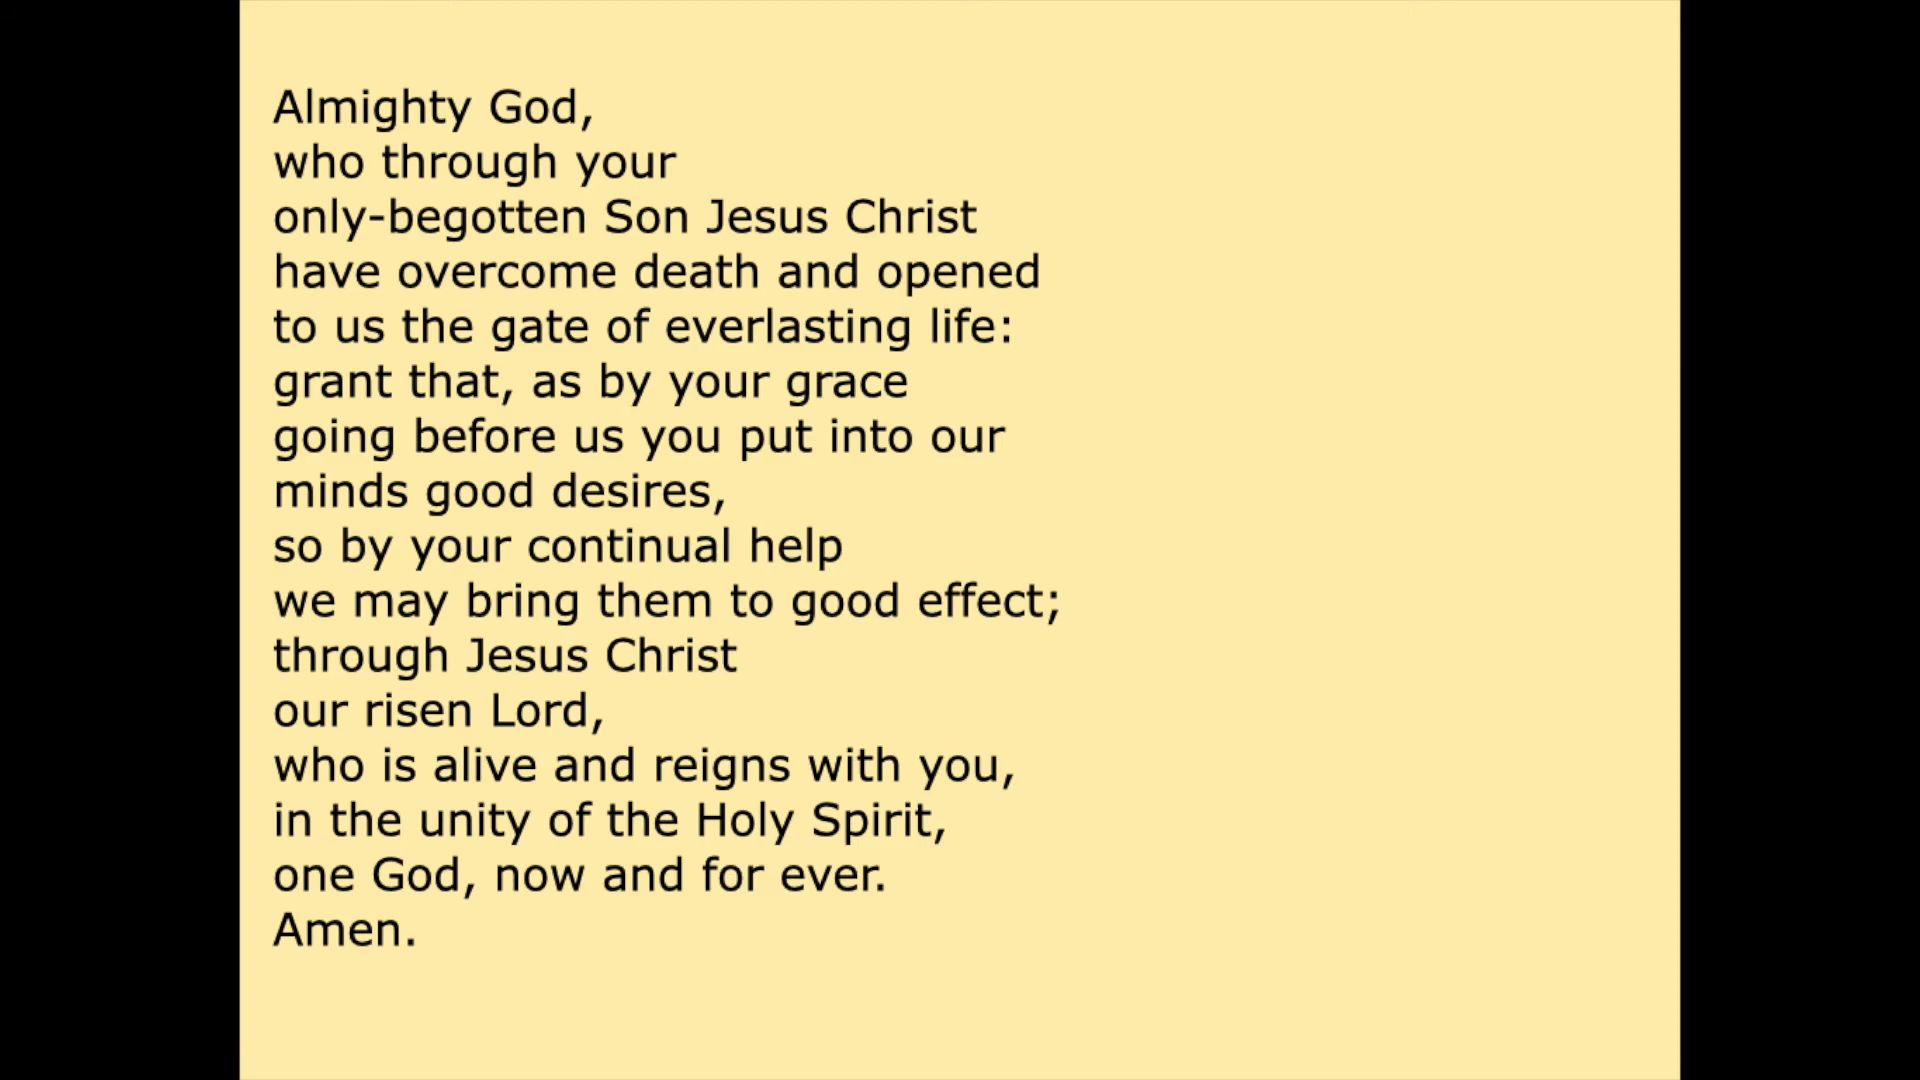 Almighty God,
who through your
only-begotten Son Jesus Christ
have overcome death and opened
to us the gate of everlasting life:
grant that, as by your grace
going before us you put into our
minds good desires,
so by your continual help
we may bring them to good effect;
through Jesus Christ
our risen Lord,
who is alive and reigns with you,
in the unity of the Holy Spirit,
one God, now and for ever.
Amen.